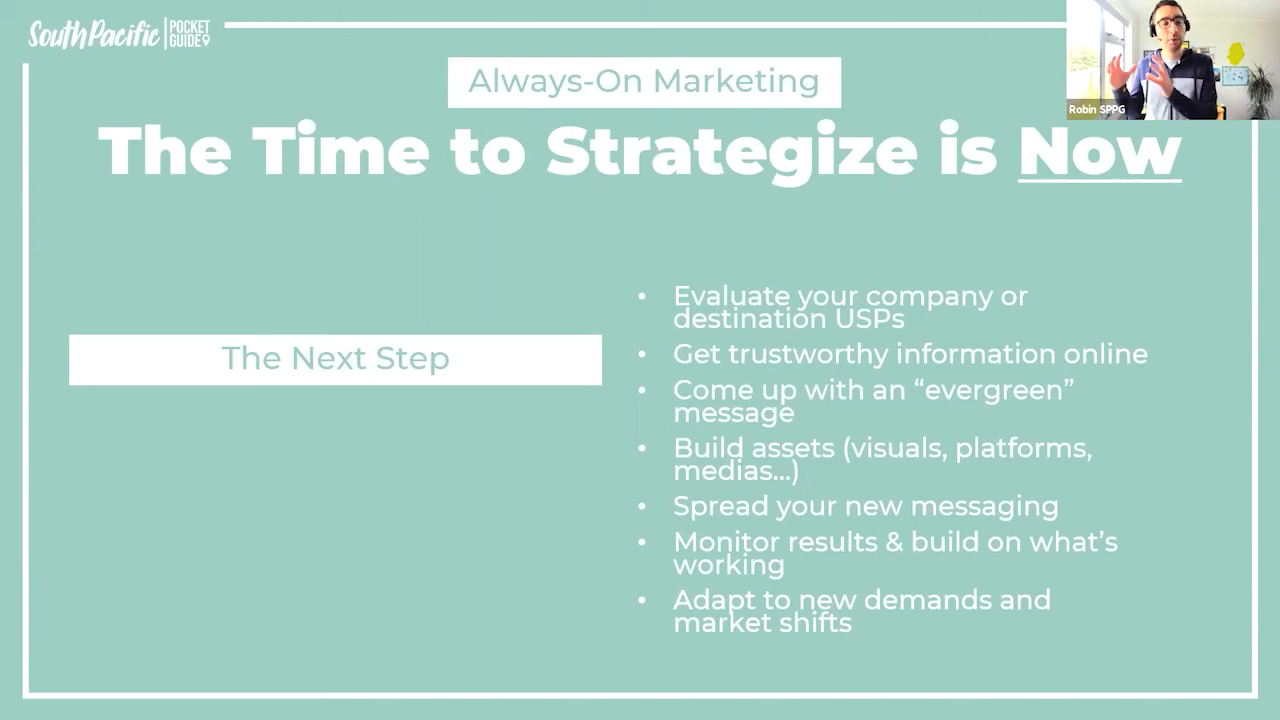 South Pacific POCKET
GUIDE
Always-On Marketing
Robin SPPG
The Time to Strategize is Now
• Evaluate your company or
destination USPs
The Next Step
• Get trustworthy information online
• Come up with an “evergreen”
message
• Build assets (visuals, platforms,
medias...)
• Spread your new messaging
• Monitor results & build on what’s
working
• Adapt to new demands and
market shifts